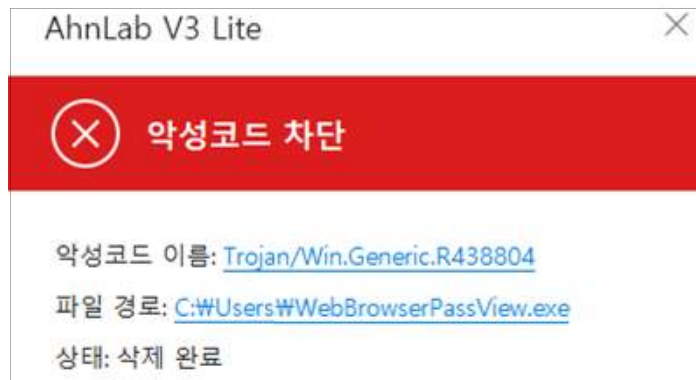 AhnLab V3 Lite
악성코드 차단
악성코드 이름: Trojan/Win.Generic.R438804
파일 경로: C:₩Users₩WebBrowserPassView.exe
상태: 삭제 완료